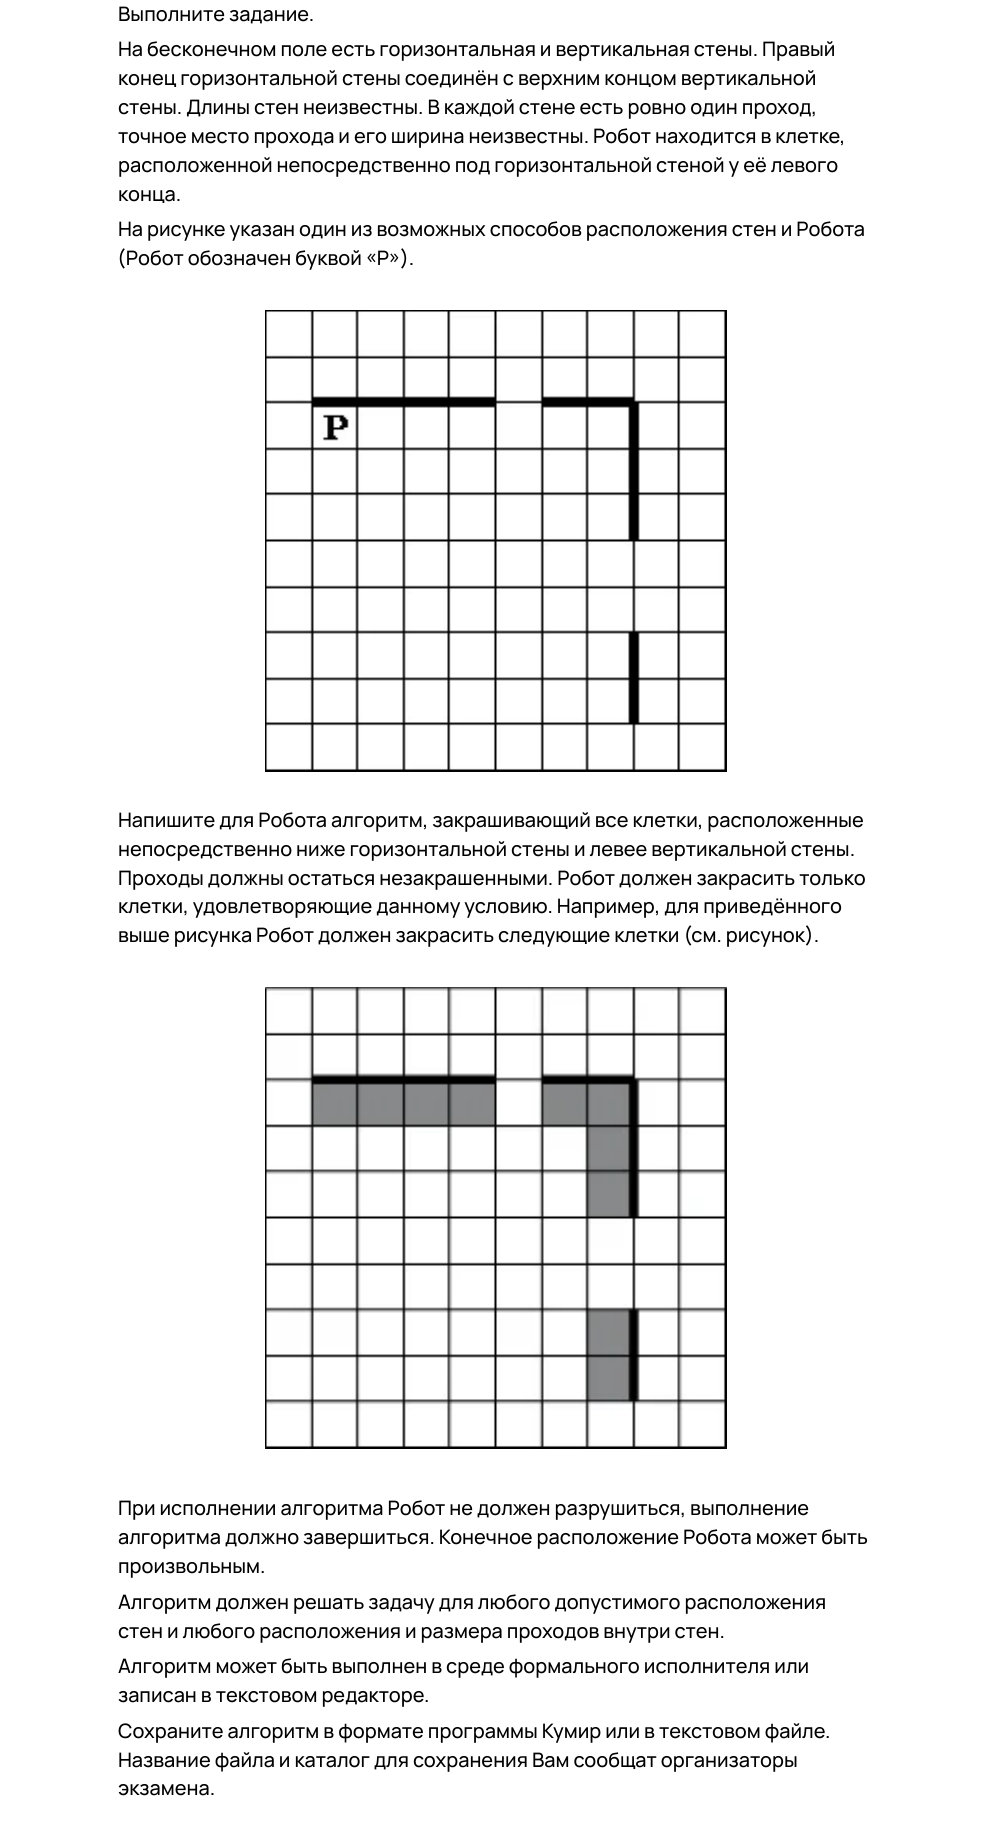 Выполните задание.
На бесконечном поле есть горизонтальная и вертикальная стены. Правый
конец горизонтальной стены соединён с верхним концом вертикальной
стены. Длины стен неизвестны. В каждой стене есть ровно один проход,
точное место прохода и его ширина неизвестны. Робот находится в клетке,
расположенной непосредственно под горизонтальной стеной у её левого
конца.
На рисунке указан один из возможных способов расположения стен и Робота
(Робот обозначен буквой «Р»).
Р
Напишите для Робота алгоритм, закрашивающий все клетки, расположенные
непосредственно ниже горизонтальной стены и левее вертикальной стены.
Проходы должны остаться незакрашенными. Робот должен закрасить только
клетки, удовлетворяющие данному условию. Например, для приведённого
выше рисунка Робот должен закрасить следующие клетки (см. рисунок).
При исполнении алгоритма Робот не должен разрушиться, выполнение
алгоритма должно завершиться. Конечное расположение Робота может быть
произвольным.
Алгоритм должен решать задачу для любого допустимого расположения
стен и любого расположения и размера проходов внутри стен.
Алгоритм может быть выполнен в среде формального исполнителя или
записан в текстовом редакторе.
Сохраните алгоритм в формате программы Кумир или в текстовом файле.
Название файла и каталог для сохранения Вам сообщат организаторы
экзамена.